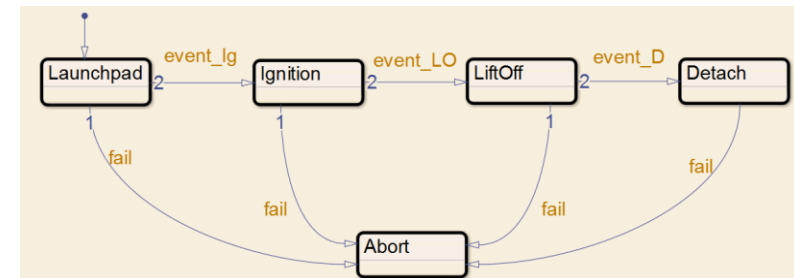 event_Ig
event_LO
event_D
Launchpad
2
Ignition
2
LiftOff
2
Detach
1
1
1
fail
fail
fail
fail
Abort